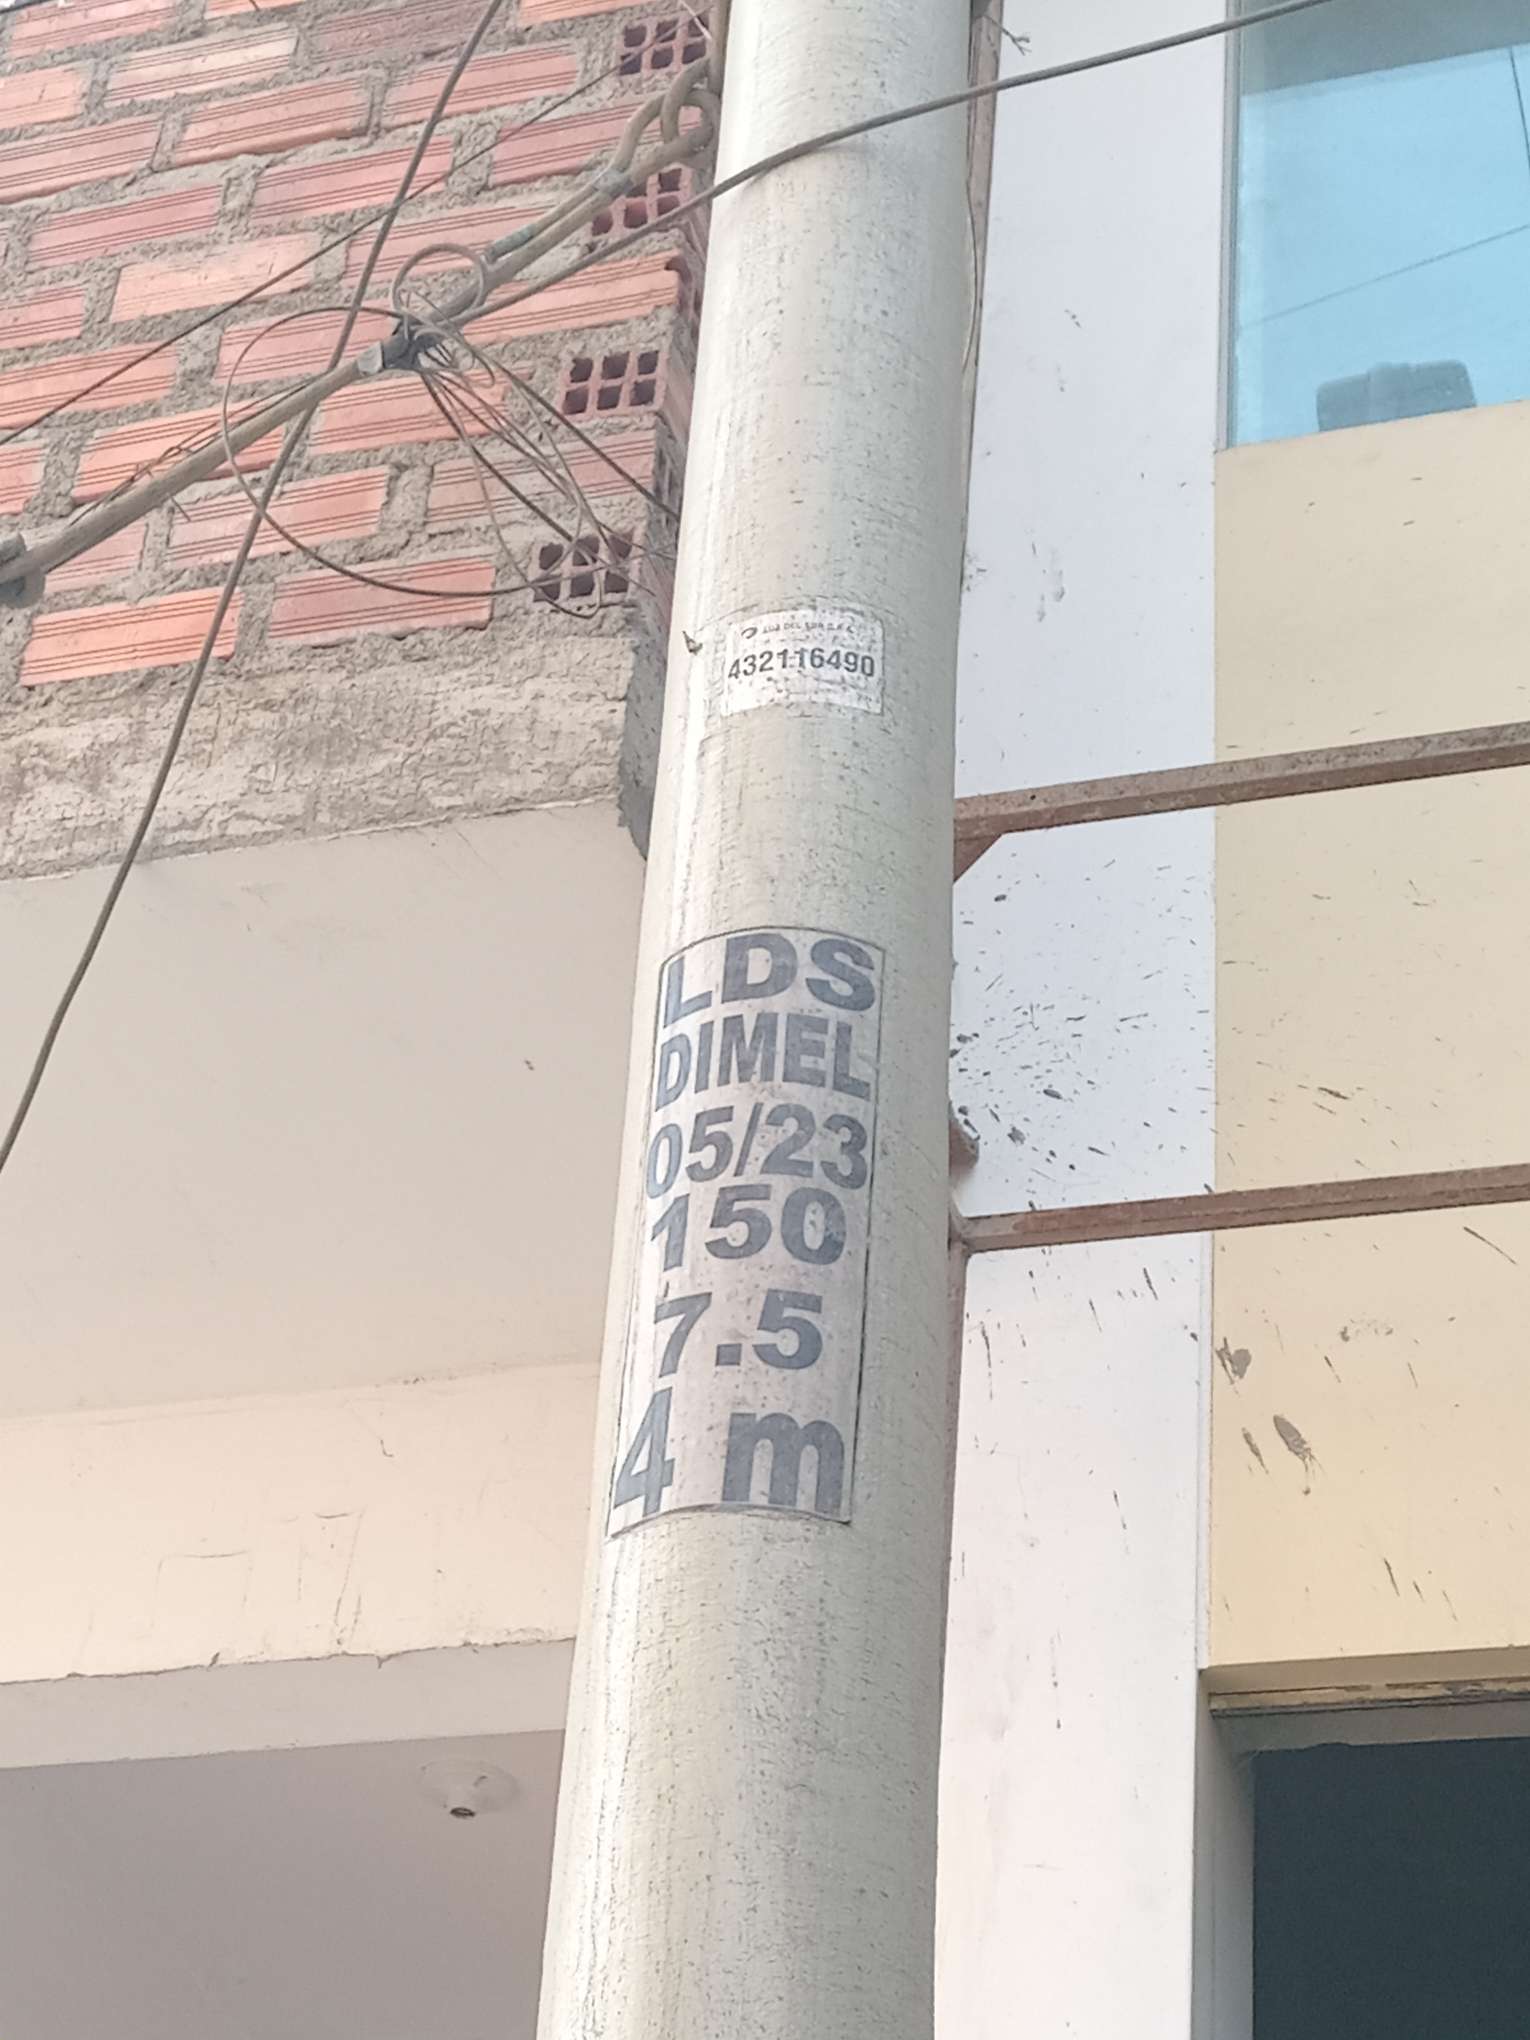 LUZ DEL SUR S.A.A.
432116490
LDS
DIMEL
05/23
150
7.5
4 m